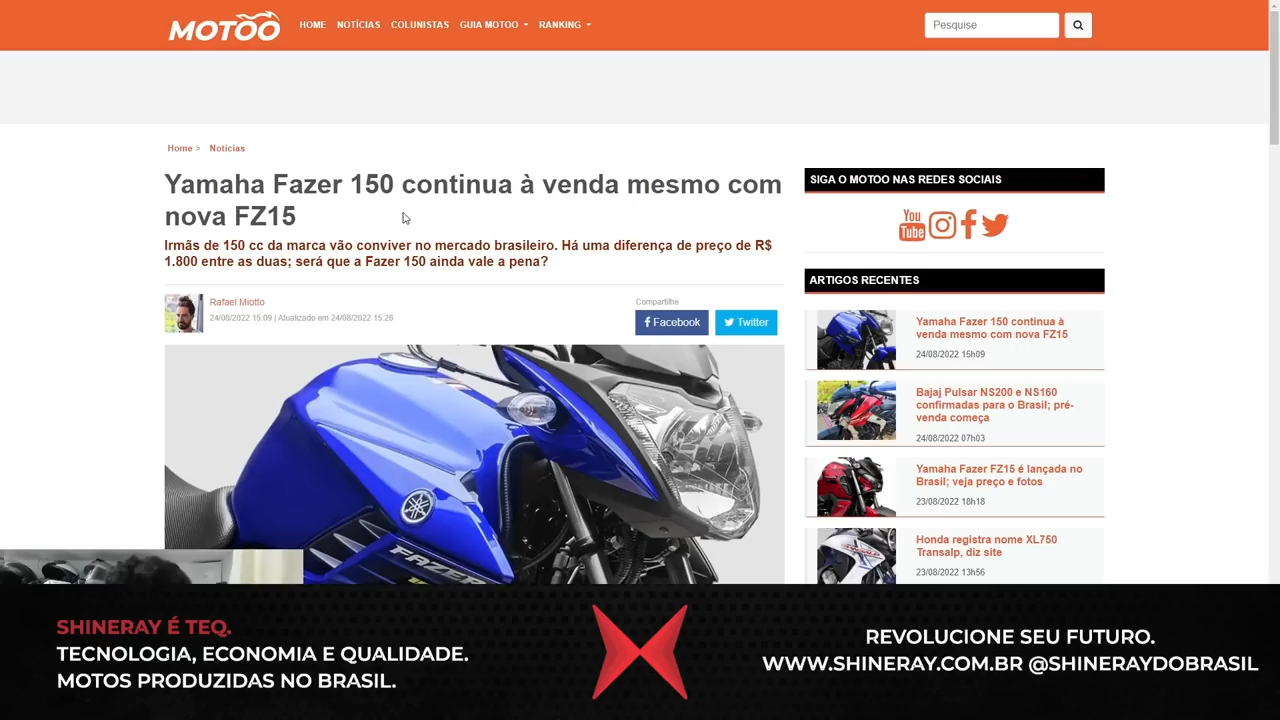 MOTOO
HOME
NOTÍCIAS
COLUNISTAS
GUIA MOTOO
RANKING
Pesquise
Home >
Notícias
Yamaha Fazer 150 continua à venda mesmo com
nova FZ15
Irmãs de 150 cc da marca vão conviver no mercado brasileiro. Há uma diferença de preço de R$
1.800 entre as duas; será que a Fazer 150 ainda vale a pena?
Rafael Miotto
24/08/2022 15:09 | Atualizado em 24/08/2022 15:26
Compartilhe
Facebook
Twitter
FAZER
SIGA O MOTOO NAS REDES SOCIAIS
You
Tube
ARTIGOS RECENTES
Yamaha Fazer 150 continua à
venda mesmo com nova FZ15
24/08/2022 15h09
Bajaj Pulsar NS200 e NS160
confirmadas para o Brasil; pré-
venda começa
24/08/2022 07h03
Yamaha Fazer FZ15 é lançada no
Brasil; veja preço e fotos
23/08/2022 18h18
Honda registra nome XL750
Transalp, diz site
23/08/2022 13h56
SHINERAY É TEQ.
TECNOLOGIA, ECONOMIA E QUALIDADE.
MOTOS PRODUZIDAS NO BRASIL.
REVOLUCIONE SEU FUTURO.
WWW.SHINERAY.COM.BR @SHINERAYDOBRASIL